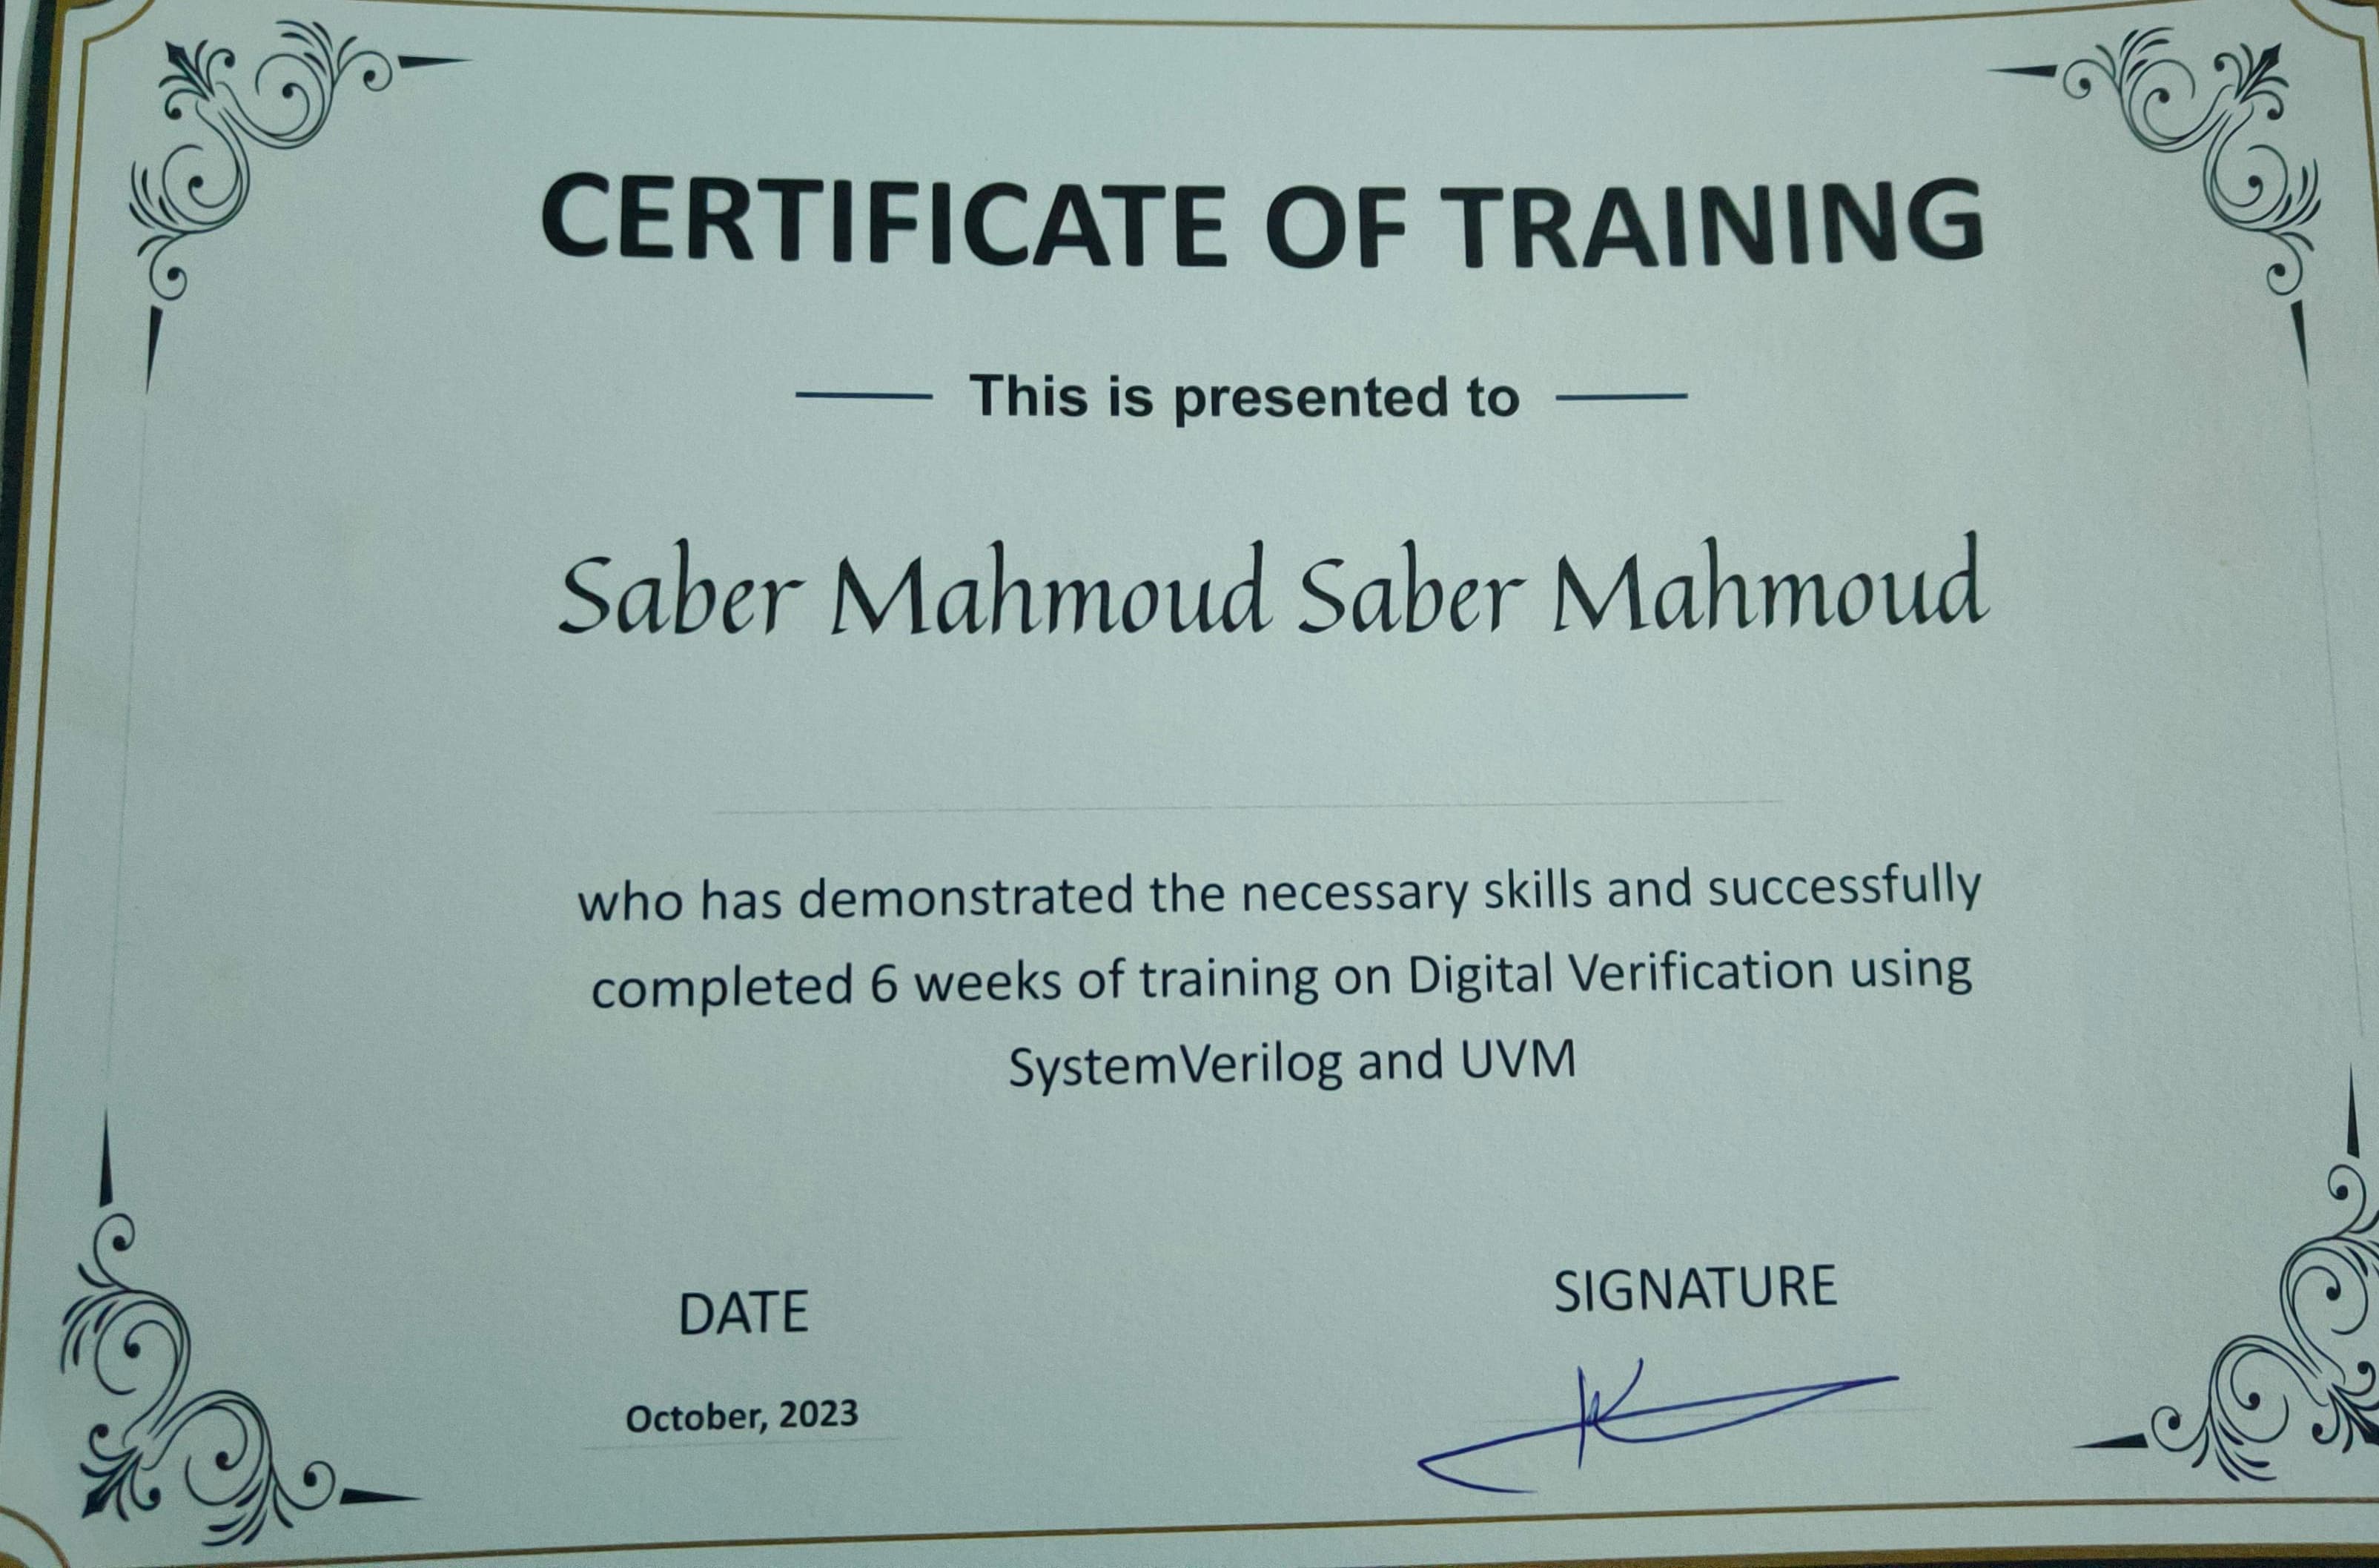 CERTIFICATE OF TRAINING
This is presented to
Saber Mahmoud Saber Mahmoud
who has demonstrated the necessary skills and successfully
completed 6 weeks of training on Digital Verification using
SystemVerilog and UVM
DATE
SIGNATURE
October, 2023